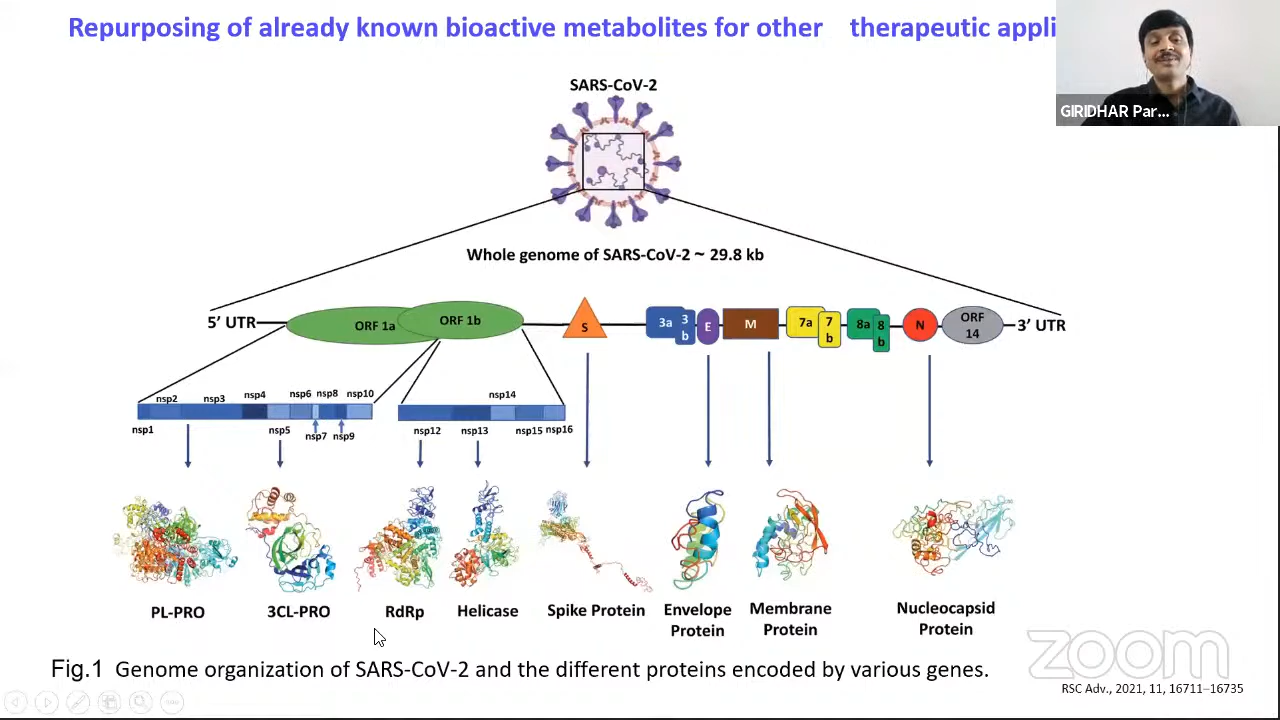 Repurposing of already known bioactive metabolites for other therapeutic appli
GIRIDHAR Par...
SARS-CoV-2
Whole genome of SARS-CoV-2 ~ 29.8 kb
5' UTR
ORF 1a
ORF 1b
S
3a
3
b
E
M
7a
7
b
8a
8
b
N
ORF
14
3' UTR
nsp2
nsp3
nsp4
nsp6
nsp8
nsp10
nsp1
nsp5
nsp7
nsp9
nsp14
nsp12
nsp13
nsp15
nsp16
PL-PRO
3CL-PRO
RdRp
Helicase
Spike Protein
Envelope
Protein
Membrane
Protein
Nucleocapsid
Protein
zoom
Fig.1 Genome organization of SARS-CoV-2 and the different proteins encoded by various genes.
RSC Adv., 2021, 11, 16711–16735